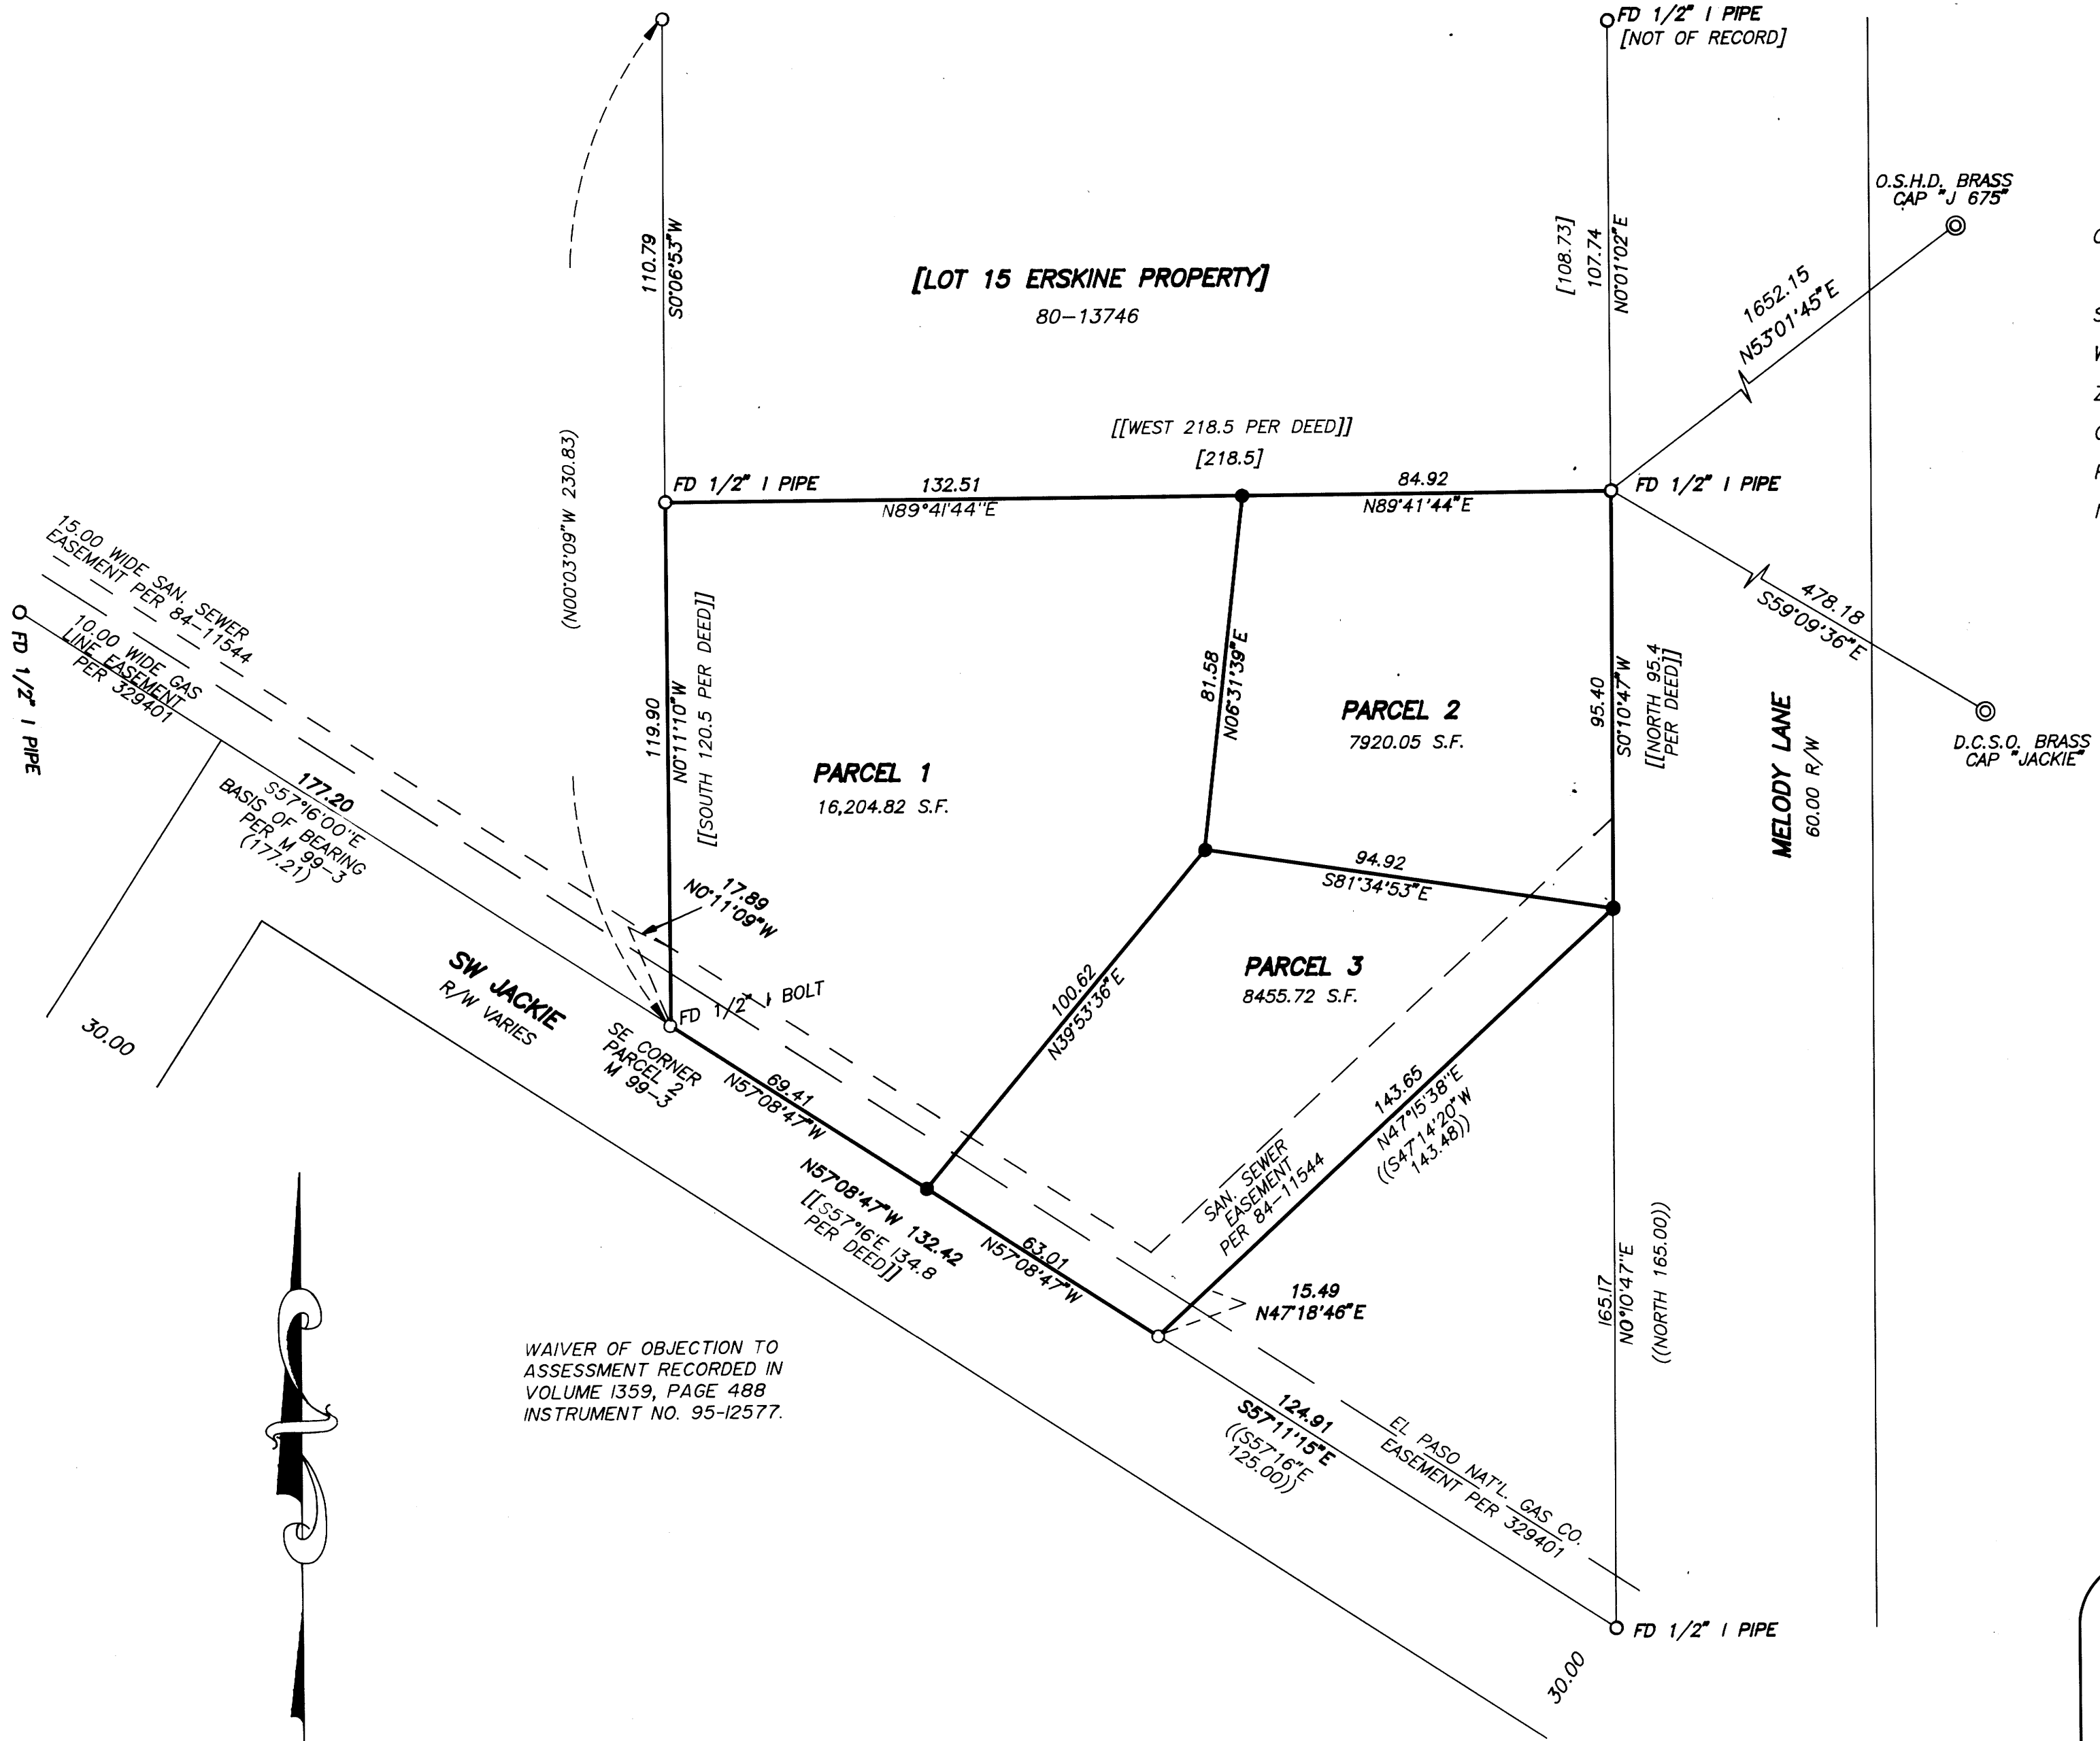 FD 1/2" I PIPE
[NOT OF RECORD]
O.S.H.D. BRASS
CAP "J 675"
110.79
S0°06'53"W
[LOT 15 ERSKINE PROPERTY]
80-13746
[108.73]
107.74
N0°01'02"E
1652.15
N53°01'45"E
[[WEST 218.5 PER DEED]]
[218.5]
(N00°03'09"W 230.83)
FD 1/2" I PIPE
132.51
N89°41'44"E
84.92
N89°41'44"E
FD 1/2" I PIPE
478.18
S59°09'36"E
D.C.S.O. BRASS
CAP "JACKIE"
15.00 WIDE SAN. SEWER
EASEMENT PER 84-11544
10.00 WIDE GAS
LINE EASEMENT
PER 329401
FD 1/2" I PIPE
177.20
S57°16'00"E
BASIS OF BEARING
PER M 99-3
(177.21)
119.90
N0°11'10"W
[[SOUTH 120.5 PER DEED]]
PARCEL 1
16,204.82 S.F.
81.58
N06°31'39"E
PARCEL 2
7920.05 S.F.
95.40
S0°10'47"W
[[NORTH 95.4
PER DEED]]
MELODY LANE
60.00 R/W
17.89
N0°11'09"W
94.92
S81°34'53"E
PARCEL 3
8455.72 S.F.
100.62
N39°53'36"E
SW JACKIE
R/W VARIES
30.00
FD 1/2" I BOLT
SE CORNER
PARCEL 2
M 99-3
69.41
N57°08'47"W
N57°08'47"W 132.42
[[S57°16'E 134.8
PER DEED]]
63.01
N57°08'47"W
SAN. SEWER
EASEMENT
PER 84-11544
143.65
N47°15'38"E
((S47°14'20"W
143.48))
15.49
N47°18'46"E
165.17
N0°10'47"E
((NORTH 165.00))
WAIVER OF OBJECTION TO
ASSESSMENT RECORDED IN
VOLUME 1359, PAGE 488
INSTRUMENT NO. 95-12577.
124.91
S57°11'15"E
((S57°16"E
125.00))
EL PASO NAT'L. GAS CO.
EASEMENT PER 329401
FD 1/2" I PIPE
30.00